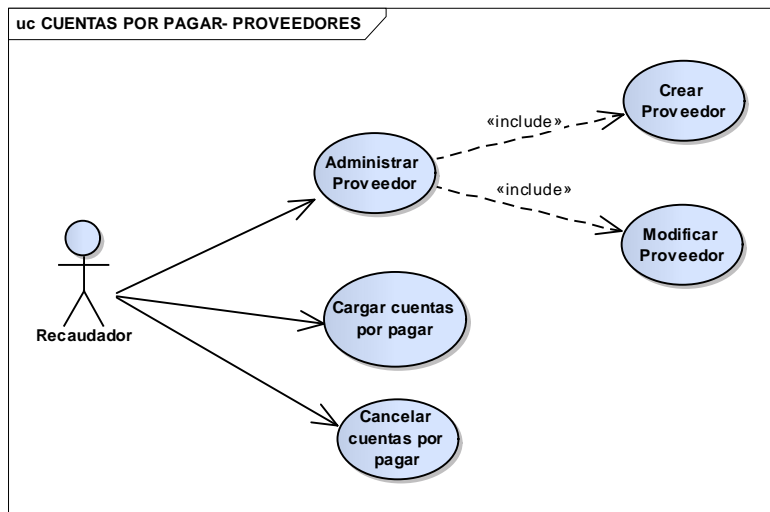 uc CUENTAS POR PAGAR- PROVEEDORES
Crear
Proveedor
«include»
Administrar
Proveedor
«include»
Modificar
Proveedor
Recaudador
Cargar cuentas
por pagar
Cancelar
cuentas por
pagar